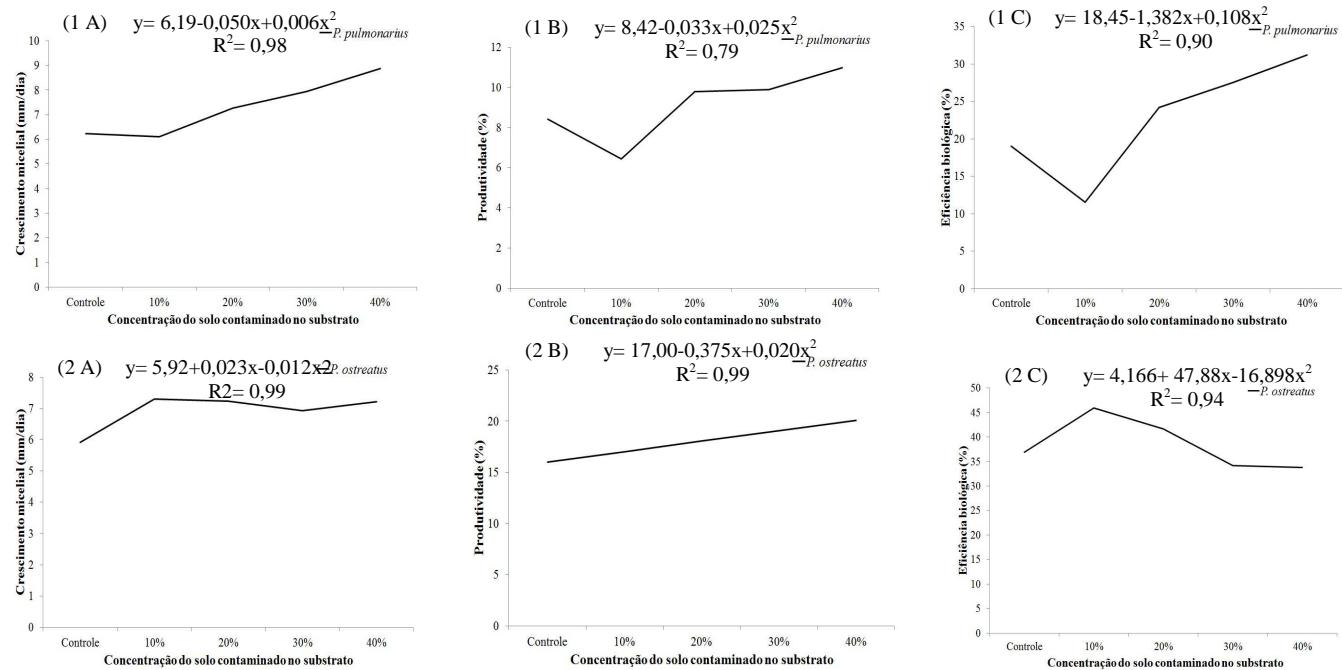 (1 A) y= 6,19-0,050x+0,006x²
R²= 0,98
P. pulmonarius
Crescimento micelial (mm/dia)
10
9
8
7
6
5
4
3
2
1
0
Controle 10% 20% 30% 40%
Concentração do solo contaminado no substrato
(1 B) y= 8,42-0,033x+0,025x²
R²= 0,79
P. pulmonarius
Produtividade (%)
12
10
8
6
4
2
0
Controle 10% 20% 30% 40%
Concentração do solo contaminado no substrato
(1 C) y= 18,45-1,382x+0,108x²
R²= 0,90
P. pulmonarius
Eficiência biológica (%)
35
30
25
20
15
10
5
0
Controle 10% 20% 30% 40%
Concentração do solo contaminado no substrato
(2 A) y= 5,92+0,023x-0,012x2
R2= 0,99
P. ostreatus
Crescimento micelial (mm/dia)
8
7
6
5
4
3
2
1
0
Controle 10% 20% 30% 40%
Concentração do solo contaminado no substrato
(2 B) y= 17,00-0,375x+0,020x²
R²= 0,99
P. ostreatus
Produtividade (%)
25
20
15
10
5
0
Controle 10% 20% 30% 40%
Concentração do solo contaminado no substrato
(2 C) y= 4,166+ 47,88x-16,898x²
R²= 0,94
P. ostreatus
Eficiência biológica (%)
50
45
40
35
30
25
20
15
10
5
0
Controle 10% 20% 30% 40%
Concentração do solo contaminado no substrato